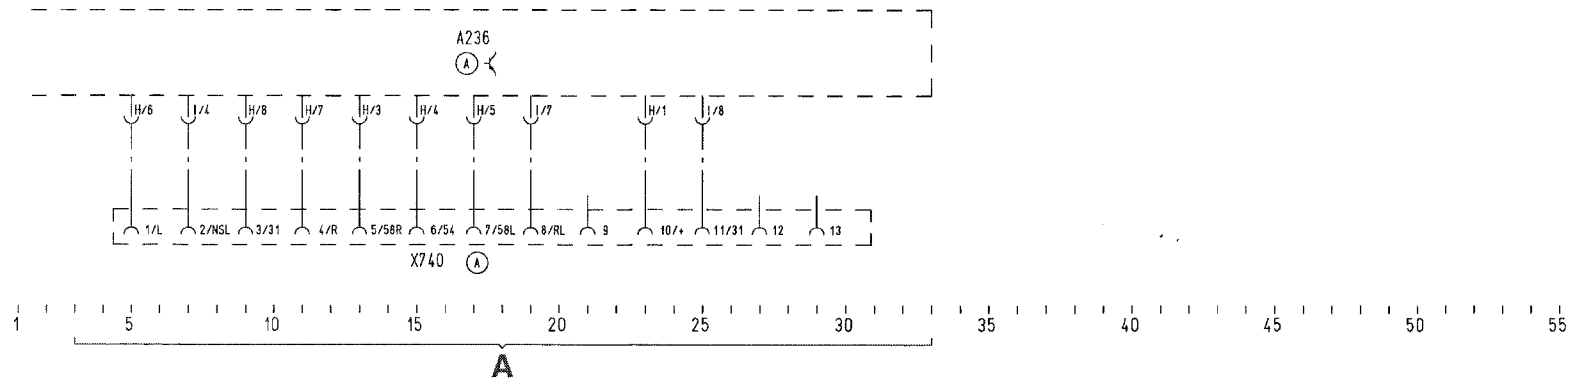 A236
A
H/6 I/4 H/8 H/7 H/3 H/4 H/5 I/7 H/1 I/8
1/L 2/NSL 3/31 4/R 5/58R 6/54 7/58L 8/RL 9 10/+ 11/31 12 13
X740 A
1 5 10 15 20 25 30 35 40 45 50 55
A